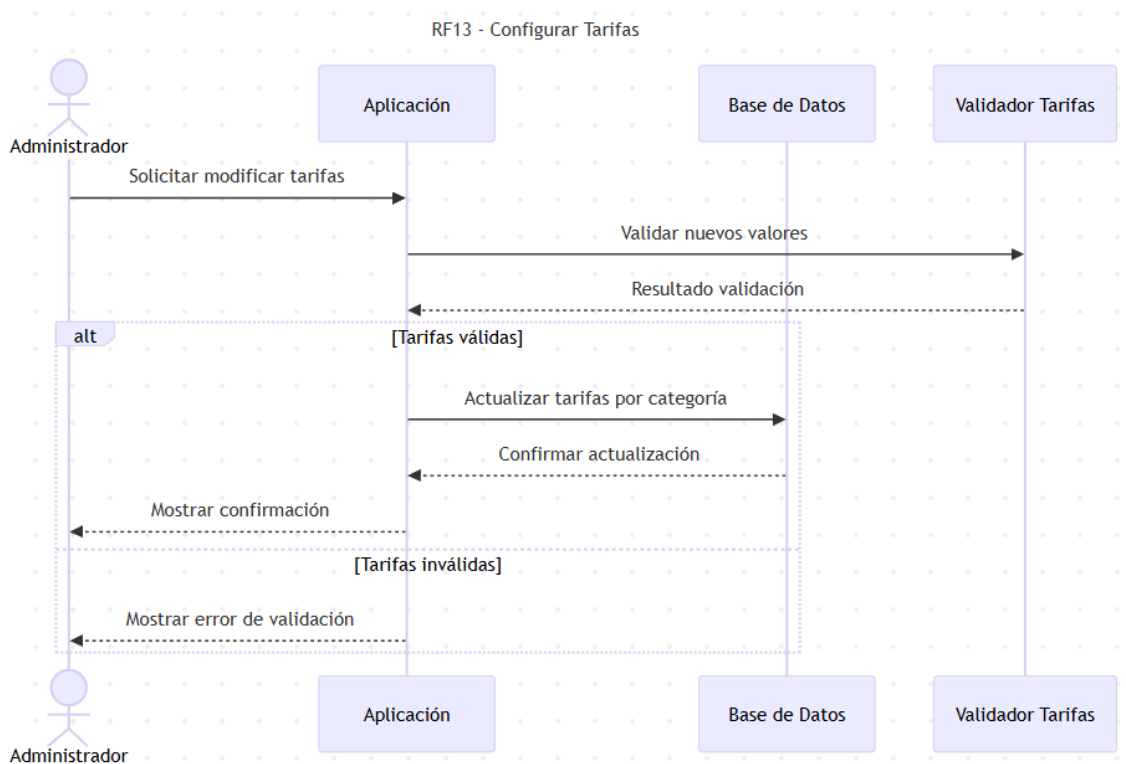 RF13 - Configurar Tarifas
Administrador
Aplicación
Base de Datos
Validador Tarifas
Solicitar modificar tarifas
Validar nuevos valores
Resultado validación
alt
[Tarifas válidas]
Actualizar tarifas por categoría
Confirmar actualización
Mostrar confirmación
[Tarifas inválidas]
Mostrar error de validación
Administrador
Aplicación
Base de Datos
Validador Tarifas